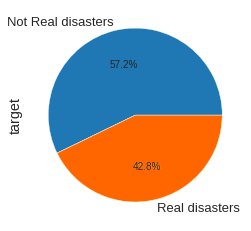 Not Real disasters
57.2%
target
42.8%
Real disasters